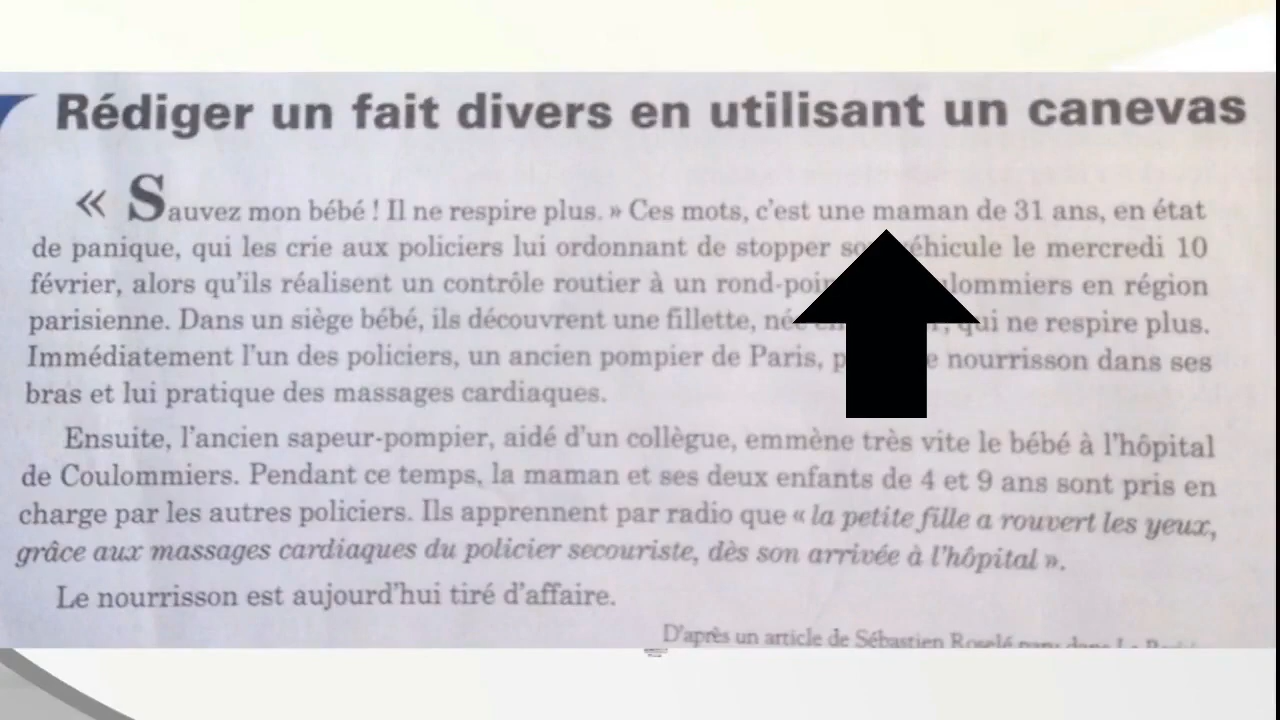 Rédiger un fait divers en utilisant un canevas
« Sauvez mon bébé ! Il ne respire plus. » Ces mots, c'est une maman de 31 ans, en état
de panique, qui les crie aux policiers lui ordonnant de stopper véhicule le mercredi 10
février, alors qu'ils réalisent un contrôle routier à un en région
parisienne. Dans un siège bébé, ils découvrent une fillette, qui ne respire plus.
Immédiatement l'un des policiers, un ancien pompier de Paris, nourrisson dans ses
bras et lui pratique des massages cardiaques.
Ensuite, l'ancien sapeur-pompier, aidé d'un collègue, emmène très vite le bébé à l'hôpital
de Coulommiers. Pendant ce temps, la maman et ses deux enfants de 4 et 9 ans sont pris en
charge par les autres policiers. Ils apprennent par radio que « la petite fille a rouvert les yeux,
grâce aux massages cardiaques du policier secouriste, dès son arrivée à l'hôpital ».
Le nourrisson est aujourd'hui tiré d'affaire.
D'après un article de Sébastien Roselé